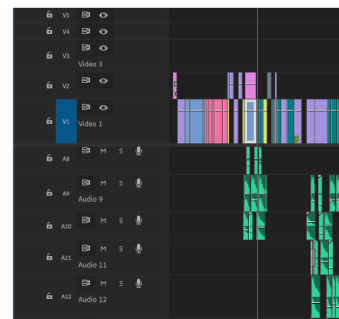 V5
V4
V3
Video 3
V2
V1
Video 1
A8 M S
A9 M S
Audio 9
A10 M S
A11 M S
Audio 11
A12 M S
Audio 12